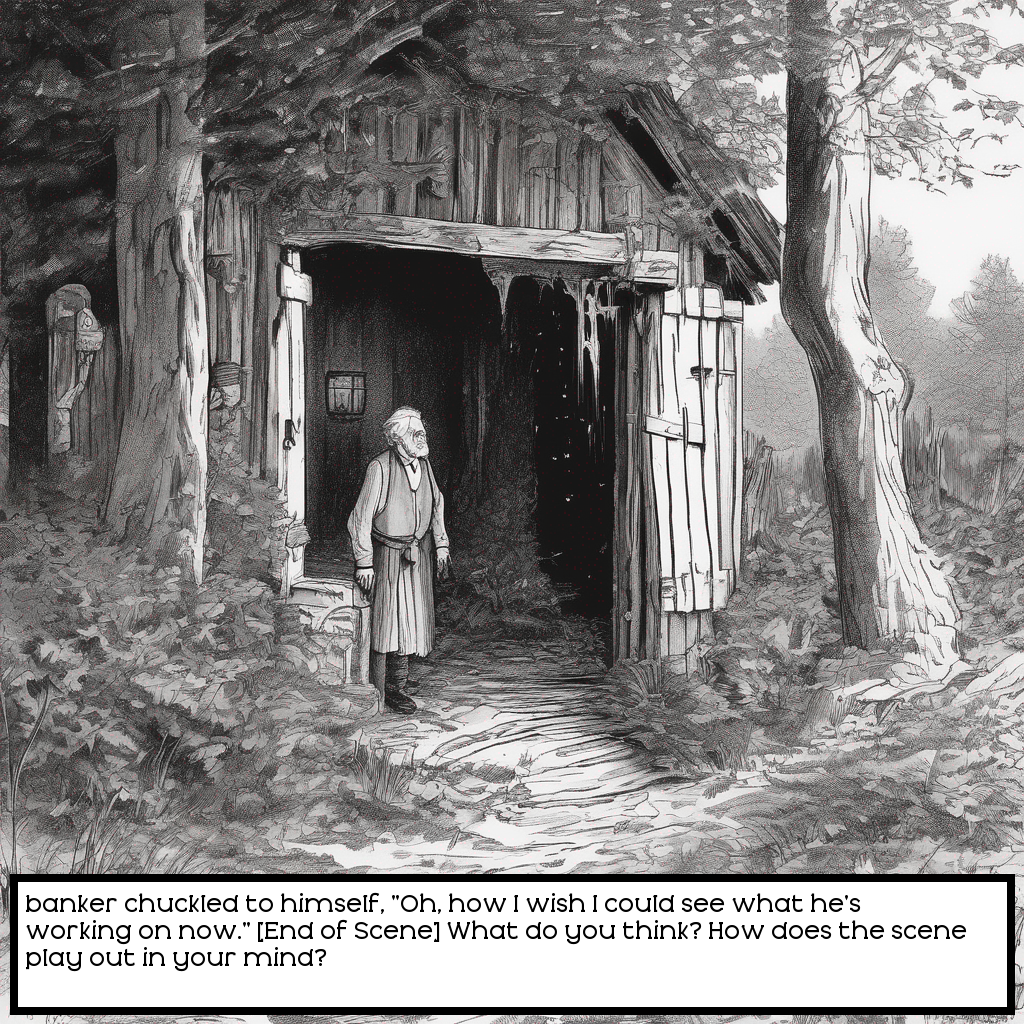 banker chuckled to himself, "Oh, how I wish I could see what he's
working on now." [End of Scene] What do you think? How does the scene
play out in your mind?